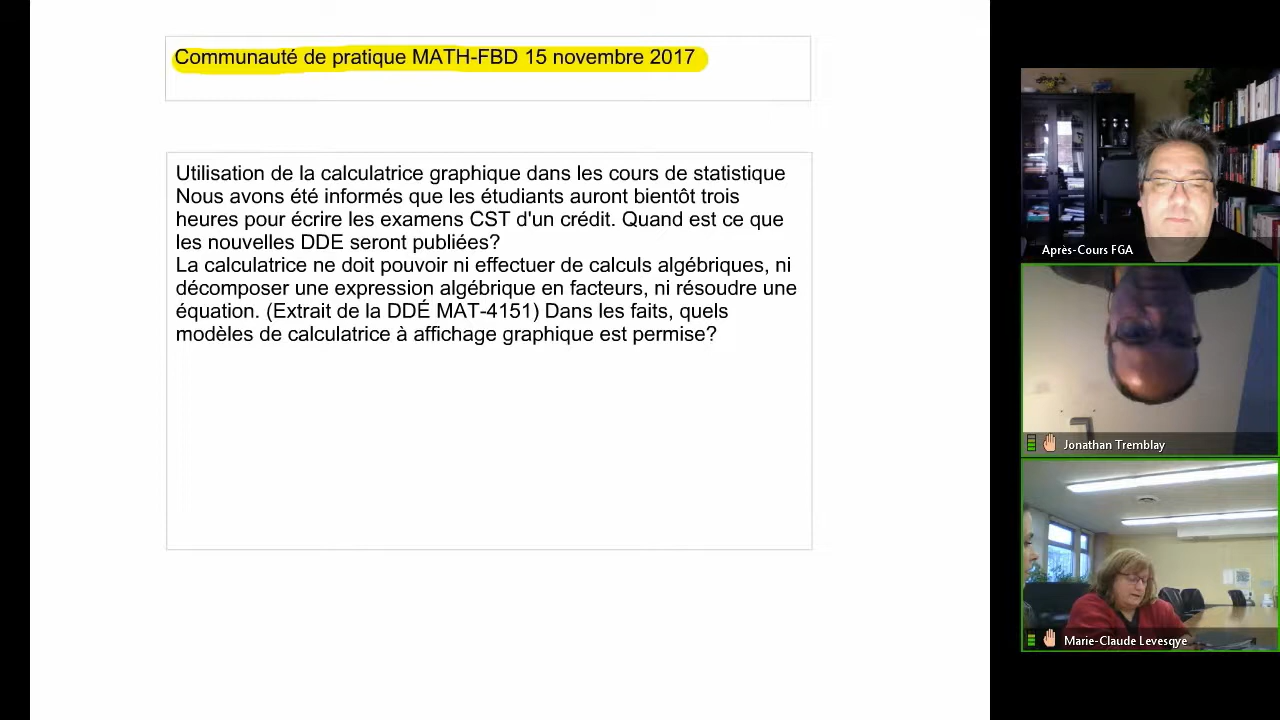 Communauté de pratique MATH-FBD 15 novembre 2017
Utilisation de la calculatrice graphique dans les cours de statistique
Nous avons été informés que les étudiants auront bientôt trois
heures pour écrire les examens CST d'un crédit. Quand est ce que
les nouvelles DDE seront publiées?
La calculatrice ne doit pouvoir ni effectuer de calculs algébriques, ni
décomposer une expression algébrique en facteurs, ni résoudre une
équation. (Extrait de la DDÉ MAT-4151) Dans les faits, quels
modèles de calculatrice à affichage graphique est permise?
Après-Cours FGA
Jonathan Tremblay
Marie-Claude Levesqye